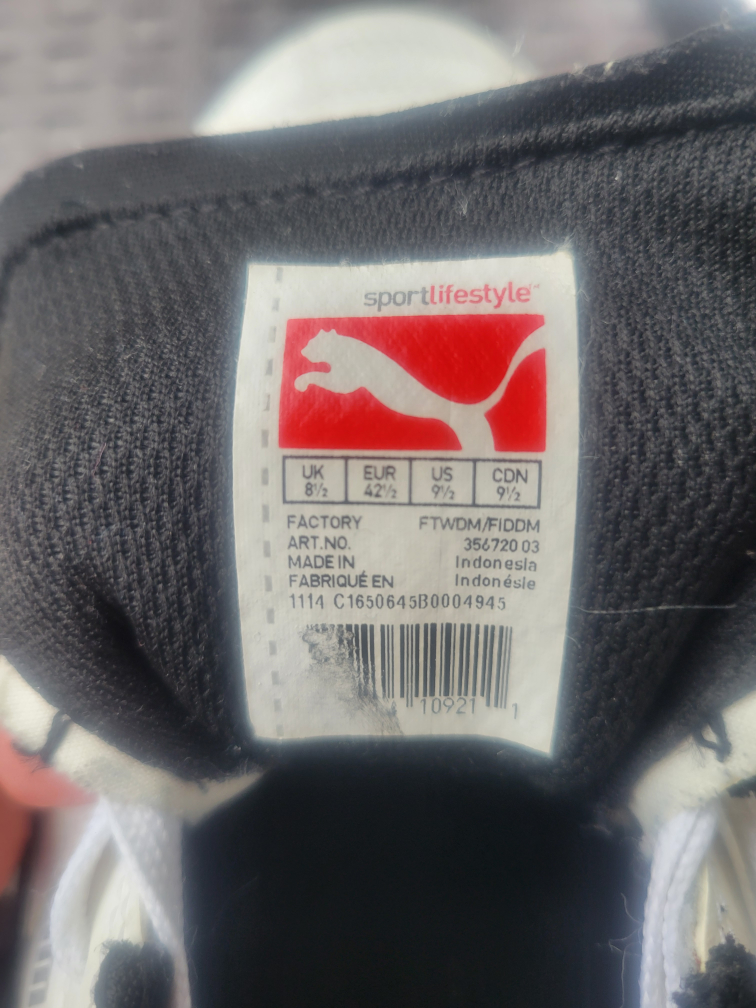 sportlifestyle™
UK EUR US CDN
8½ 42½ 9½ 9½
FACTORY FTWDM/FIDDM
ART.NO. 356720 03
MADE IN Indonesia
FABRIQUÉ EN Indonésie
1114 C1650645B0004945
10921 1